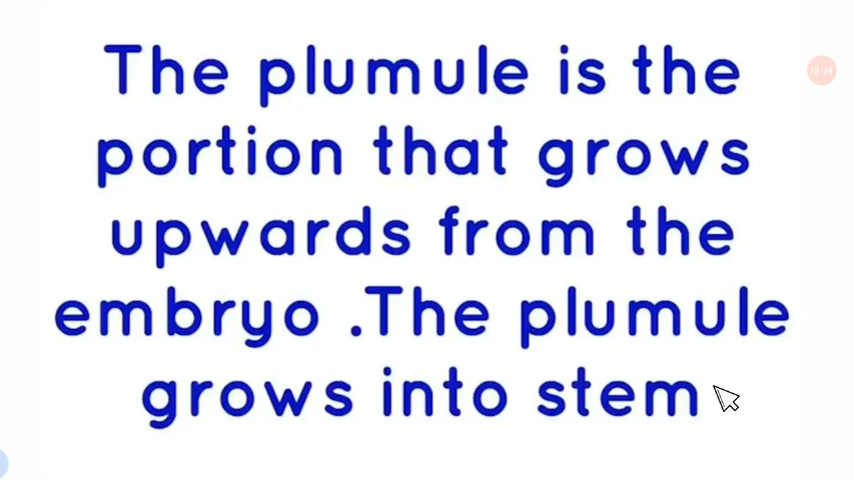 The plumule is the
portion that grows
upwards from the
embryo .The plumule
grows into stem